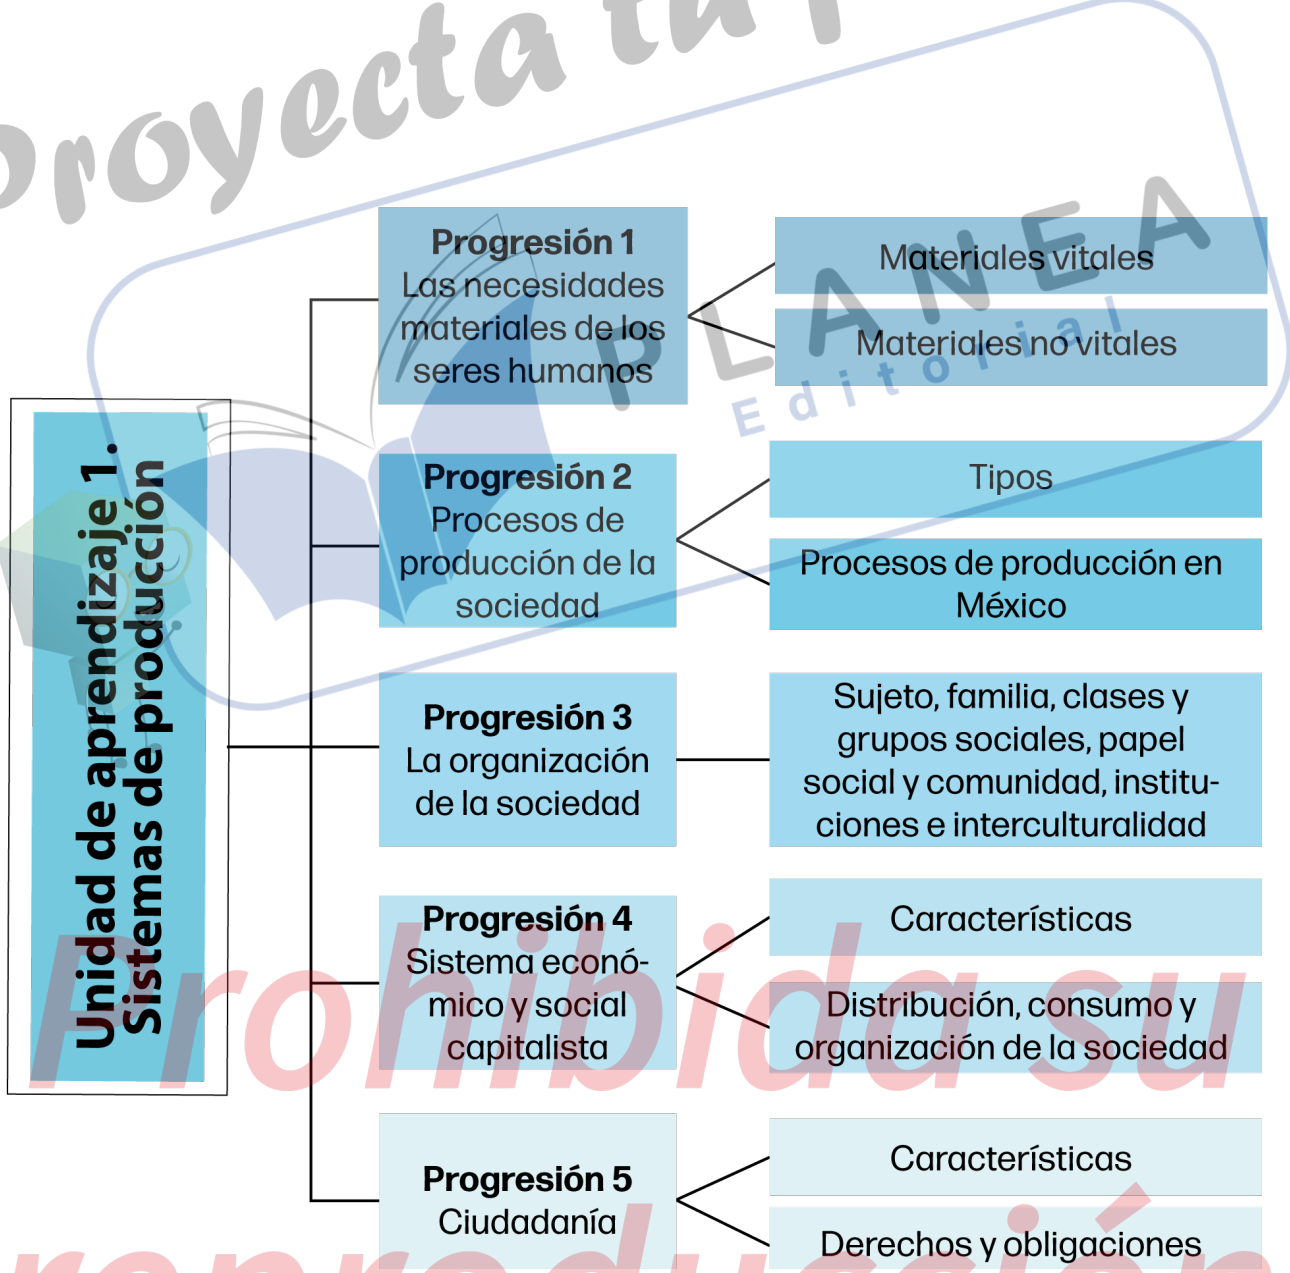 Proyecta tu
PLANEA
Editorial
Unidad de aprendizaje 1.
Sistemas de producción
Progresión 1
Las necesidades
materiales de los
seres humanos
Materiales vitales
Materiales no vitales
Progresión 2
Procesos de
producción de la
sociedad
Tipos
Procesos de producción en
México
Progresión 3
La organización
de la sociedad
Sujeto, familia, clases y
grupos sociales, papel
social y comunidad, institu-
ciones e interculturalidad
Progresión 4
Sistema econó-
mico y social
capitalista
Características
Distribución, consumo y
organización de la sociedad
Progresión 5
Ciudadanía
Características
Derechos y obligaciones
Prohibida su
reproducción